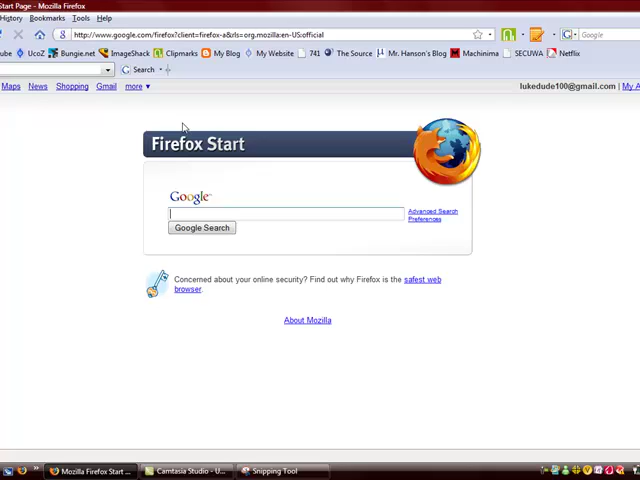 Start Page - Mozilla Firefox
History Bookmarks Tools Help
http://www.google.com/firefox?client=firefox-a&rls=org.mozilla:en-US:official
Google
UcoZ Bungie.net ImageShack Clipmarks My Blog My Website 741 The Source Mr. Hanson's Blog Machinima SECUWA Netflix
Search
Maps News Shopping Gmail more ▼ lukedude100@gmail.com | My A
Firefox Start
Google™
Google Search
Advanced Search
Preferences
Concerned about your online security? Find out why Firefox is the safest web
browser.
About Mozilla
Mozilla Firefox Start ... Camtasia Studio - U... Snipping Tool